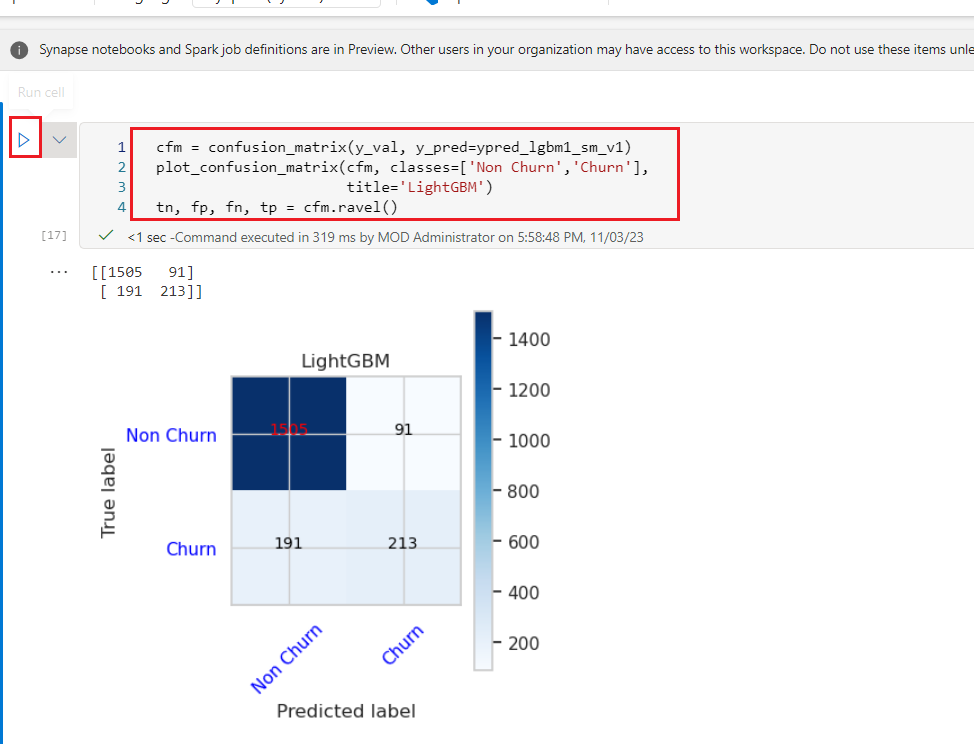 Synapse notebooks and Spark job definitions are in Preview. Other users in your organization may have access to this workspace. Do not use these items unle
Run cell
1 cfm = confusion_matrix(y_val, y_pred=ypred_lgbm1_sm_v1)
2 plot_confusion_matrix(cfm, classes=['Non Churn','Churn'],
3 title='LightGBM')
4 tn, fp, fn, tp = cfm.ravel()
[17] <1 sec -Command executed in 319 ms by MOD Administrator on 5:58:48 PM, 11/03/23
... [[1505 91]
[ 191 213]]
LightGBM
1400
1200
1000
800
600
400
200
True label
Non Churn
1505 91
Churn
191 213
Non Churn
Churn
Predicted label